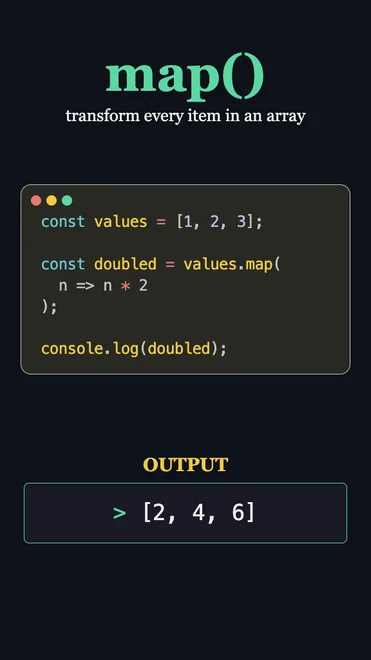 map()
transform every item in an array
const values = [1, 2, 3];
const doubled = values.map(
  n => n * 2
);
console.log(doubled);
OUTPUT
> [2, 4, 6]